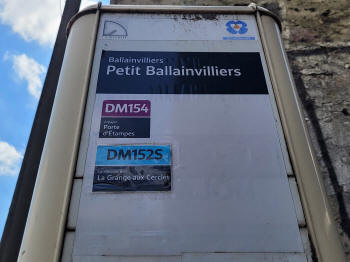 Ballainvilliers
Petit Ballainvilliers
DM154
Porte
d'Étampes
DM152S
La Grange aux Cercles